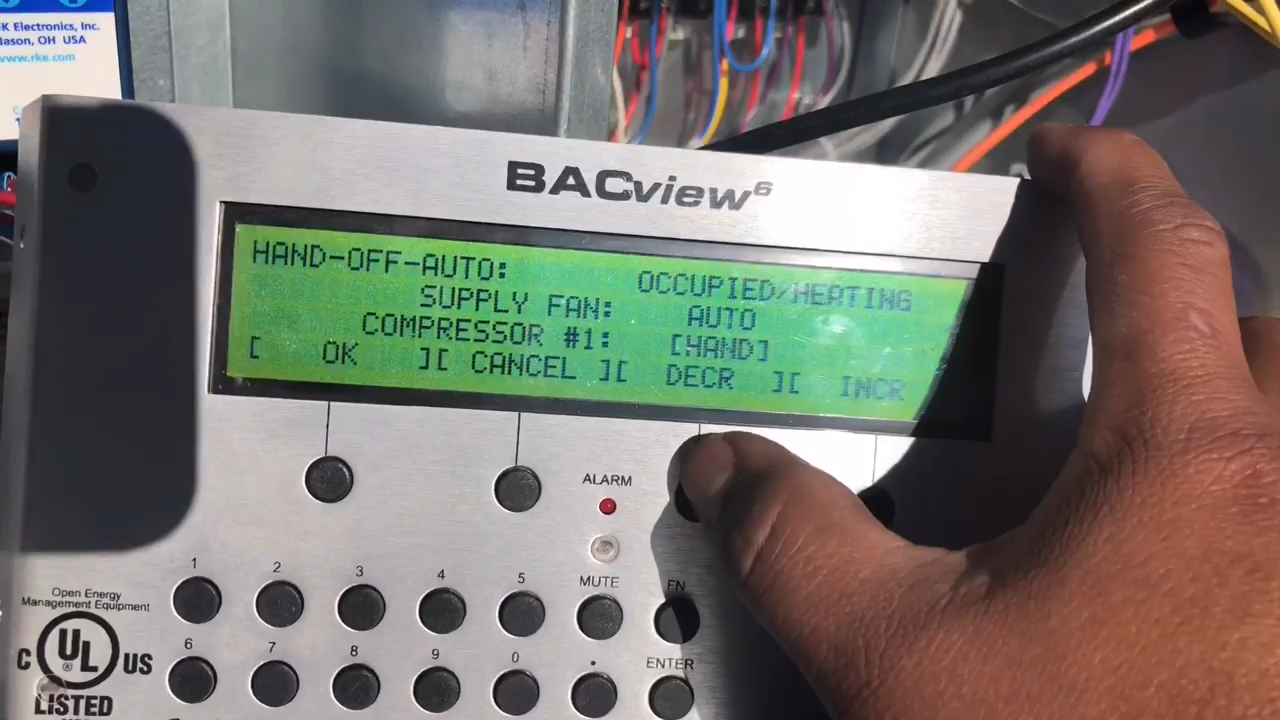 K Electronics, Inc.
ason, OH USA
www.rke.com
BACview6
HAND-OFF-AUTO: OCCUPIED/HEATING
SUPPLY FAN: AUTO
COMPRESSOR #1: [HAND]
[ OK ][ CANCEL ][ DECR ][ INCR
ALARM
1 2 3 4 5 MUTE FN
6 7 8 9 0 . ENTER
Open Energy
Management Equipment
C UL ® US
LISTED